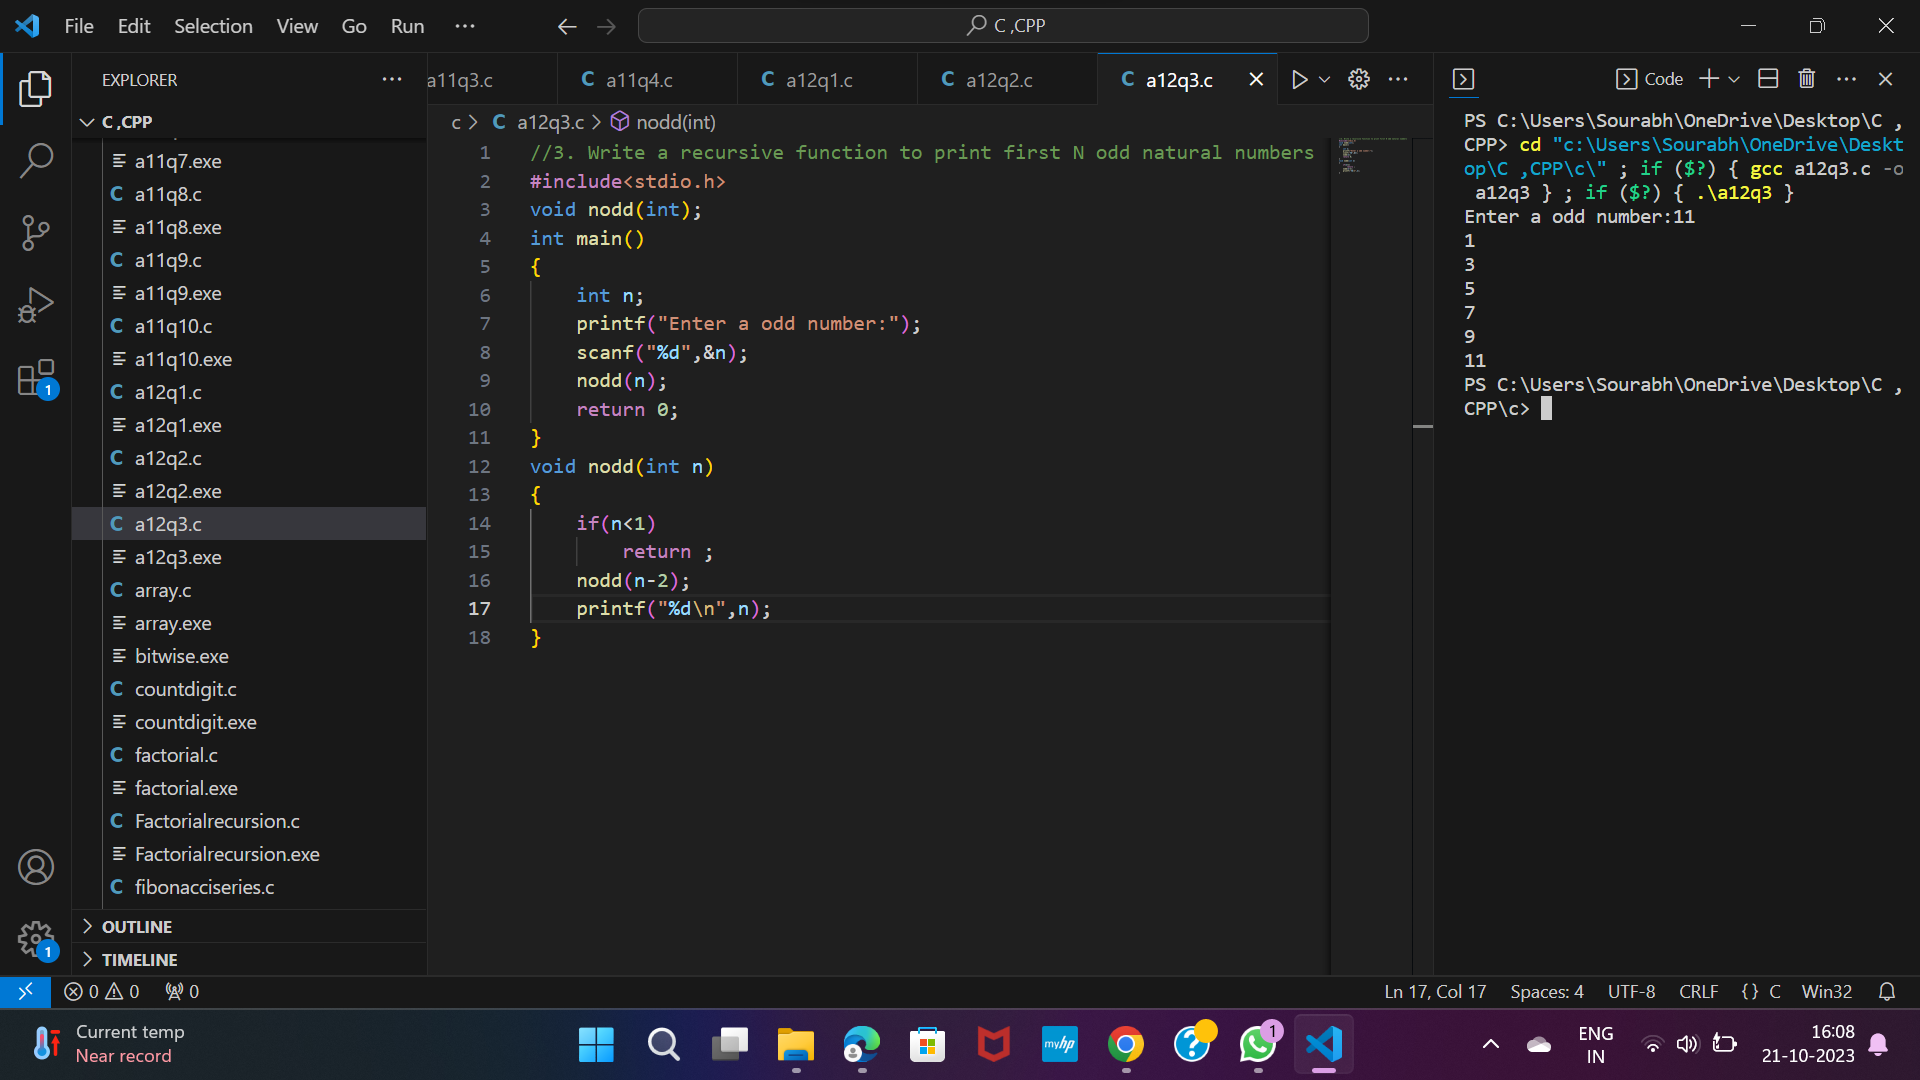 File Edit Selection View Go Run ··· C ,CPP
EXPLORER ···
C ,CPP
a11q7.exe
a11q8.c
a11q8.exe
a11q9.c
a11q9.exe
a11q10.c
a11q10.exe
a12q1.c
a12q1.exe
a12q2.c
a12q2.exe
a12q3.c
a12q3.exe
array.c
array.exe
bitwise.exe
countdigit.c
countdigit.exe
factorial.c
factorial.exe
Factorialrecursion.c
Factorialrecursion.exe
fibonacciseries.c
OUTLINE
TIMELINE
a11q3.c C a11q4.c C a12q1.c C a12q2.c C a12q3.c
c > C a12q3.c > nodd(int)
1 //3. Write a recursive function to print first N odd natural numbers
2 #include<stdio.h>
3 void nodd(int);
4 int main()
5 {
6 int n;
7 printf("Enter a odd number:");
8 scanf("%d",&n);
9 nodd(n);
10 return 0;
11 }
12 void nodd(int n)
13 {
14 if(n<1)
15 return ;
16 nodd(n-2);
17 printf("%d\n",n);
18 }
Code
PS C:\Users\Sourabh\OneDrive\Desktop\C ,
CPP> cd "c:\Users\Sourabh\OneDrive\Deskt
op\C ,CPP\c\" ; if ($?) { gcc a12q3.c -o
a12q3 } ; if ($?) { .\a12q3 }
Enter a odd number:11
1
3
5
7
9
11
PS C:\Users\Sourabh\OneDrive\Desktop\C ,
CPP\c>
1
1
0 0 0 Ln 17, Col 17 Spaces: 4 UTF-8 CRLF {} C Win32
Current temp
Near record
myhp
1
ENG
IN
16:08
21-10-2023